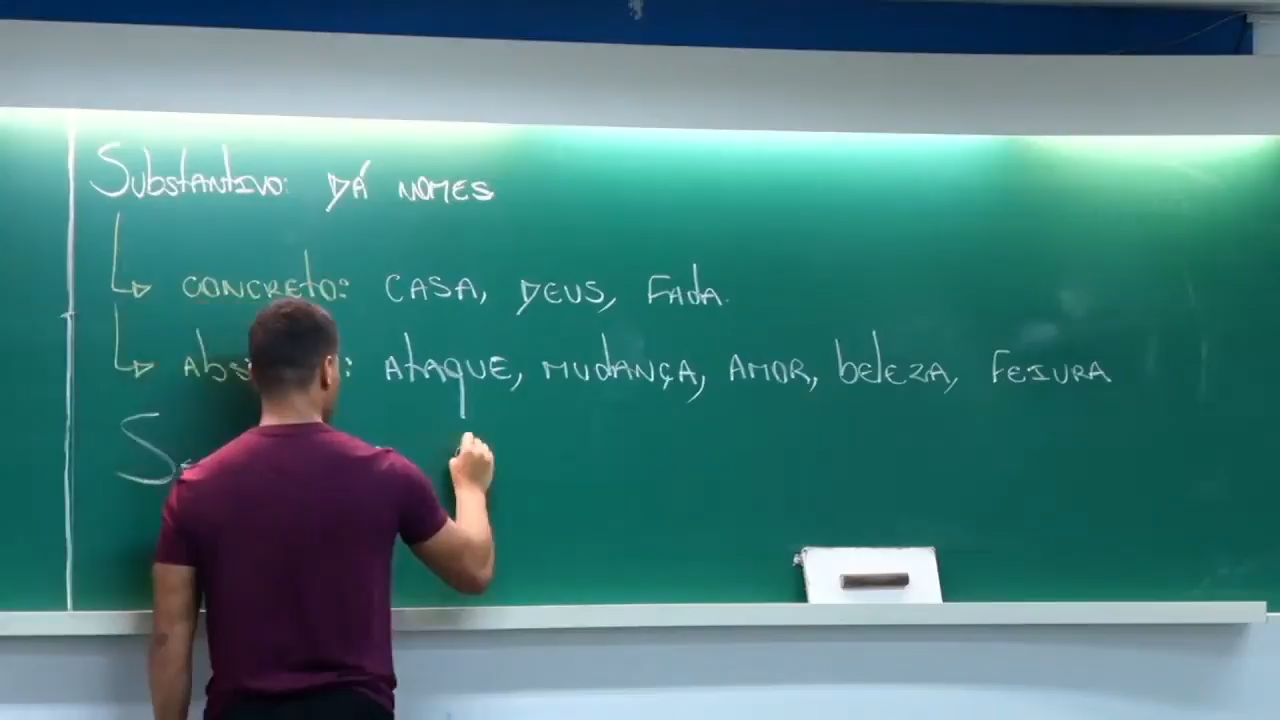 Substantivo: DÁ NOMES
CONCRETO: CASA, DEUS, FADA.
ATAQUE, MUDANÇA, AMOR, BELEZA, FEIURA